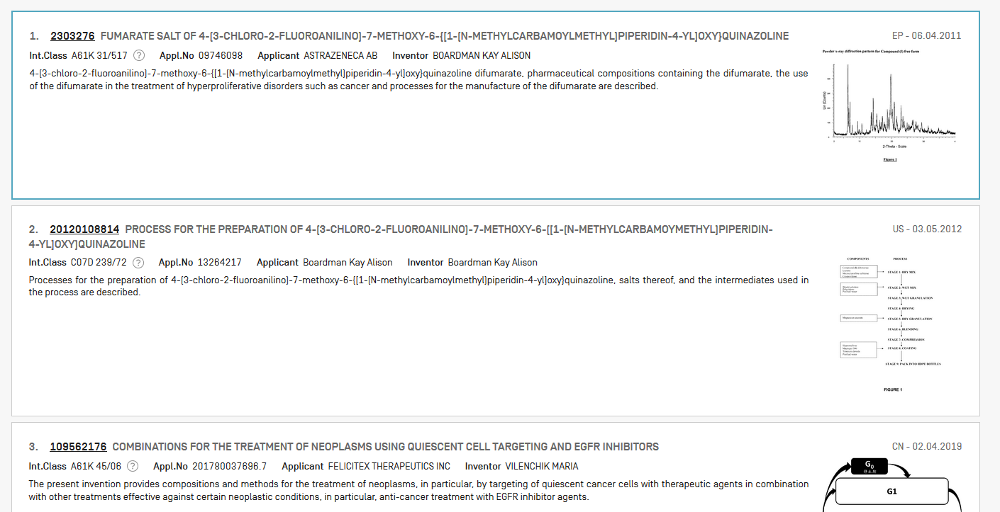 1. 2303276 FUMARATE SALT OF 4-(3-CHLORO-2-FLUOROANILINO)-7-METHOXY-6-{[1-(N-METHYLCARBAMOYLMETHYL)PIPERIDIN-4-YL]OXY}QUINAZOLINE
EP - 06.04.2011
Int.Class A61K 31/517 ? Appl.No 09746098 Applicant ASTRAZENECA AB Inventor BOARDMAN KAY ALISON
4-(3-chloro-2-fluoroanilino)-7-methoxy-6-{[1-(N-methylcarbamoylmethyl)piperidin-4-yl]oxy}quinazoline difumarate, pharmaceutical compositions containing the difumarate, the use
of the difumarate in the treatment of hyperproliferative disorders such as cancer and processes for the manufacture of the difumarate are described.
Powder x-ray diffraction pattern for Compound (I) free form
Lin (Counts)
2-Theta - Scale
Figure 1
2. 20120108814 PROCESS FOR THE PREPARATION OF 4-(3-CHLORO-2-FLUOROANILINO)-7-METHOXY-6-[[1-(N-METHYLCARBAMOYMETHYL)PIPERIDIN-
4-YL]OXY]QUINAZOLINE
US - 03.05.2012
Int.Class C07D 239/72 ? Appl.No 13264217 Applicant Boardman Kay Alison Inventor Boardman Kay Alison
Processes for the preparation of 4-(3-chloro-2-fluoroanilino)-7-methoxy-6-{[1-(N-methylcarbamoylmethyl)piperidin-4-yl]oxy}quinazoline, salts thereof, and the intermediates used in
the process are described.
COMPONENTS PROCESS
STAGE 1: DRY MIX
STAGE 2: WET MIX
STAGE 3: WET GRANULATION
STAGE 4: DRYING
Magnesium stearate
STAGE 5: DRY GRANULATION
STAGE 6: BLENDING
STAGE 7: COMPRESSION
STAGE 8: COATING
STAGE 9: PACK INTO HDPE BOTTLES
FIGURE 1
3. 109562176 COMBINATIONS FOR THE TREATMENT OF NEOPLASMS USING QUIESCENT CELL TARGETING AND EGFR INHIBITORS
CN - 02.04.2019
Int.Class A61K 45/06 ? Appl.No 201780037696.7 Applicant FELICITEX THERAPEUTICS INC Inventor VILENCHIK MARIA
The present invention provides compositions and methods for the treatment of neoplasms, in particular, by targeting of quiescent cancer cells with therapeutic agents in combination
with other treatments effective against certain neoplastic conditions, in particular, anti-cancer treatment with EGFR inhibitor agents.
G0
G1